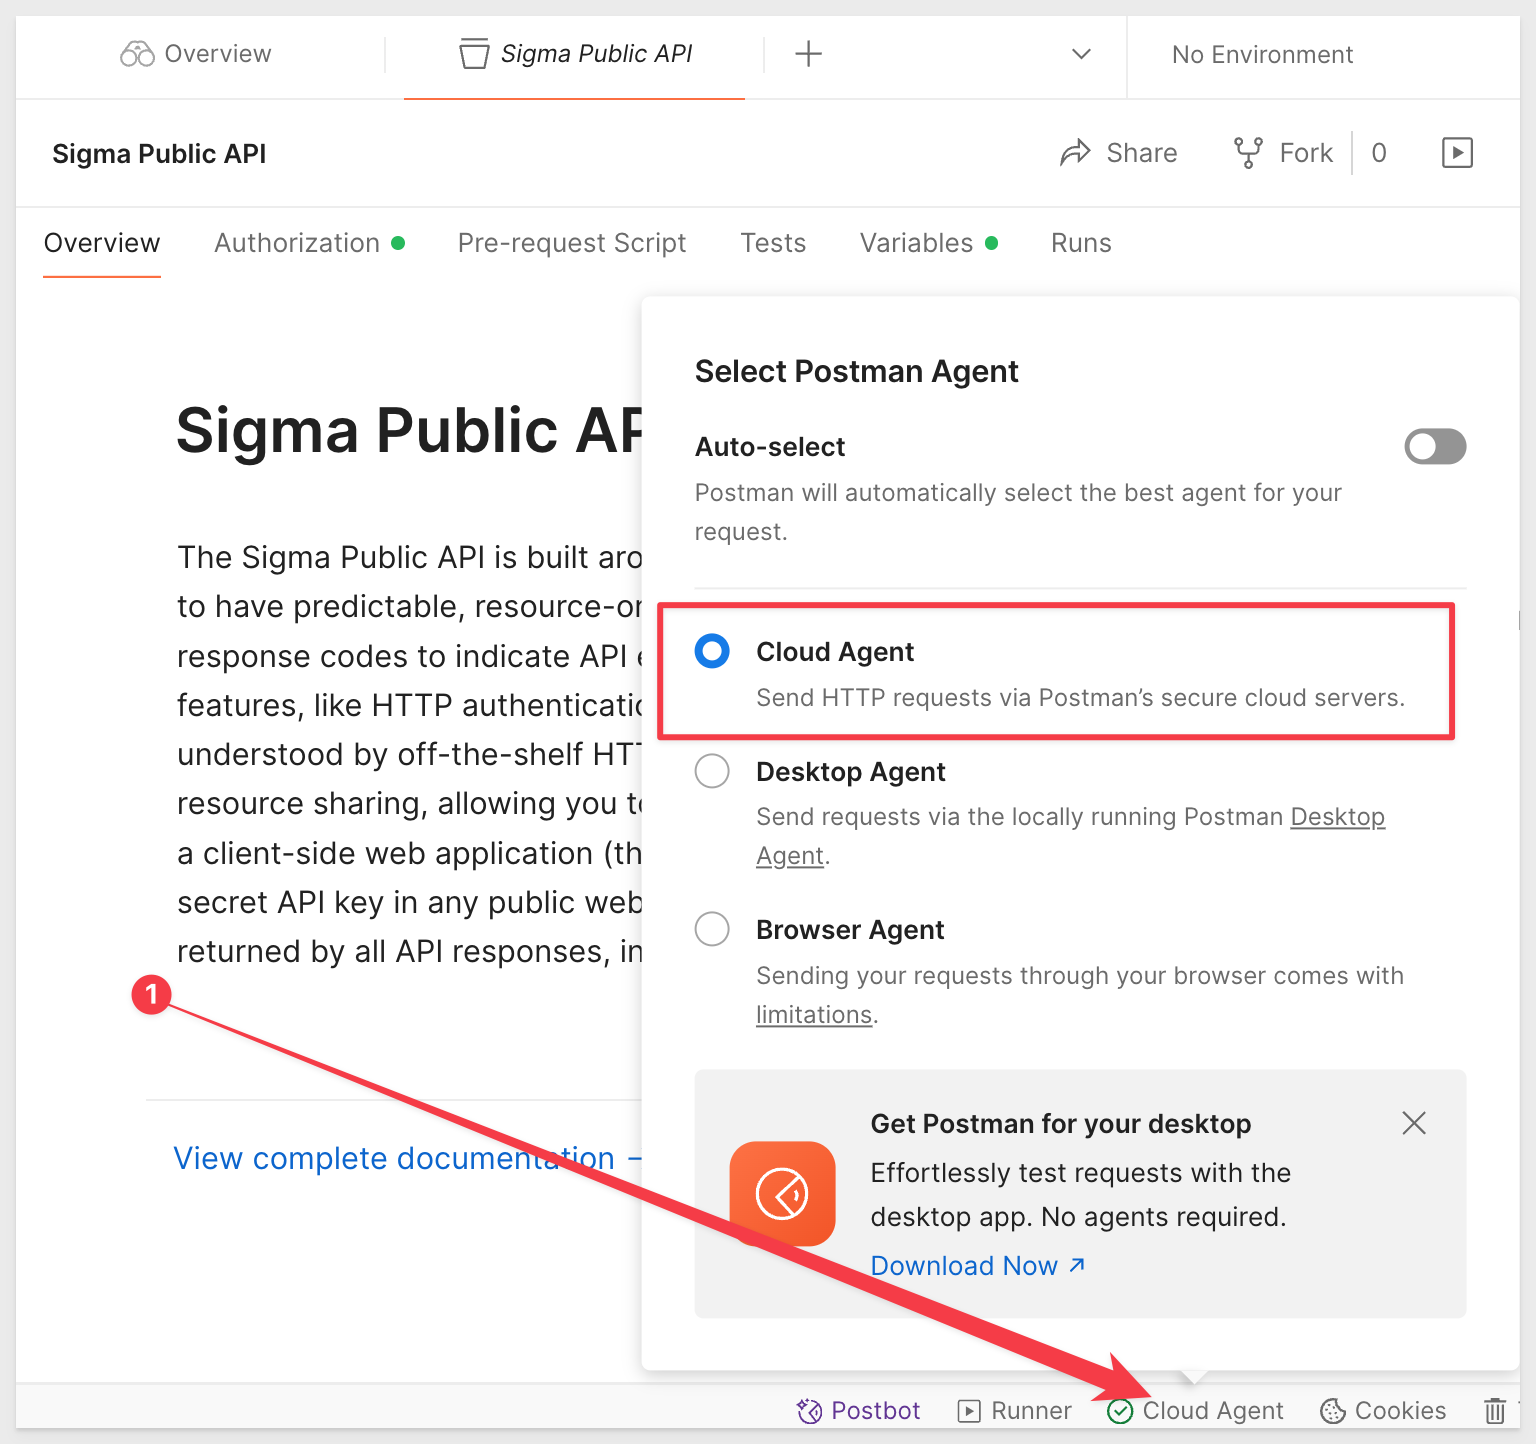 Overview
Sigma Public API
No Environment
Sigma Public API
Share
Fork
0
Overview
Authorization
Pre-request Script
Tests
Variables
Runs
Sigma Public AP
The Sigma Public API is built aro
to have predictable, resource-or
response codes to indicate API e
features, like HTTP authenticatio
understood by off-the-shelf HTT
resource sharing, allowing you to
a client-side web application (th
secret API key in any public web
returned by all API responses, in
1
View complete documentation
Select Postman Agent
Auto-select
Postman will automatically select the best agent for your
request.
Cloud Agent
Send HTTP requests via Postman’s secure cloud servers.
Desktop Agent
Send requests via the locally running Postman Desktop
Agent.
Browser Agent
Sending your requests through your browser comes with
limitations.
Get Postman for your desktop
Effortlessly test requests with the
desktop app. No agents required.
Download Now ↗
Postbot
Runner
Cloud Agent
Cookies